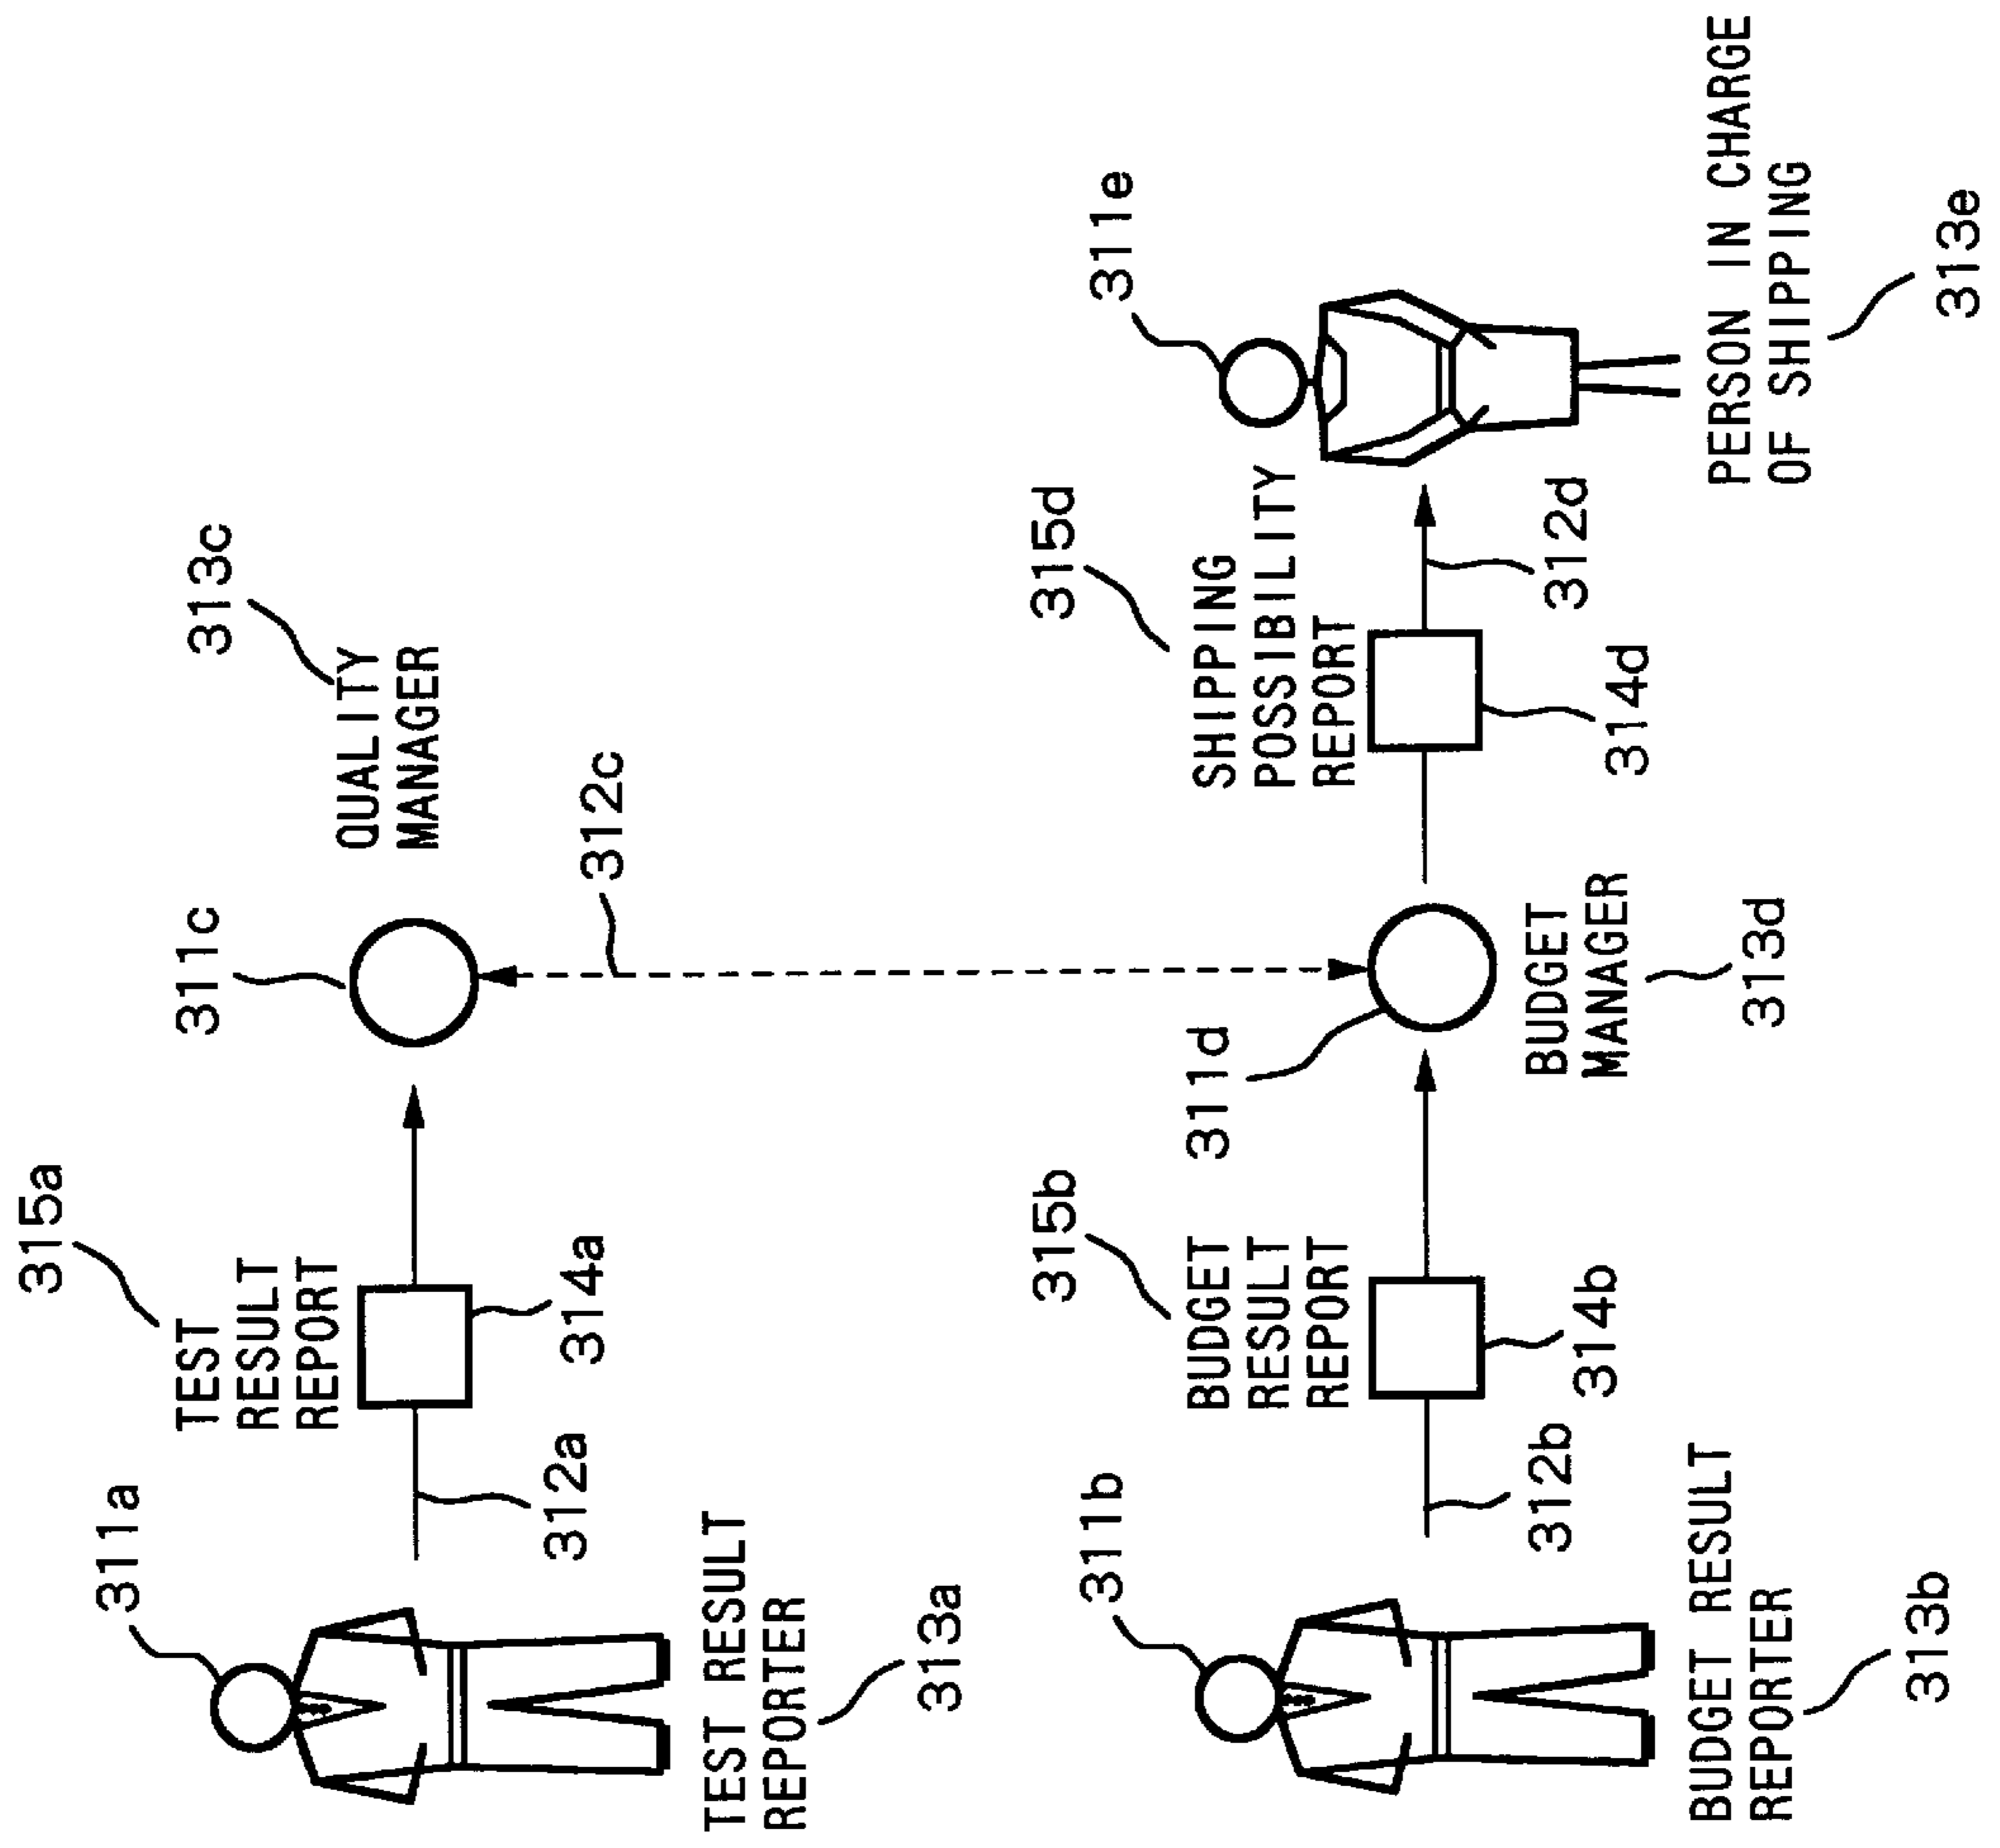 315a
313c
TEST
RESULT
REPORT
311c
QUALITY
MANAGER
311a
314a
312a
312c
TEST RESULT
REPORTER
313a
315b
315d
311e
BUDGET
RESULT
REPORT
311d
SHIPPING
POSSIBILITY
REPORT
311b
314b
312b
BUDGET
MANAGER
313d
314d
312d
BUDGET RESULT
REPORTER
313b
PERSON IN CHARGE
OF SHIPPING
313e